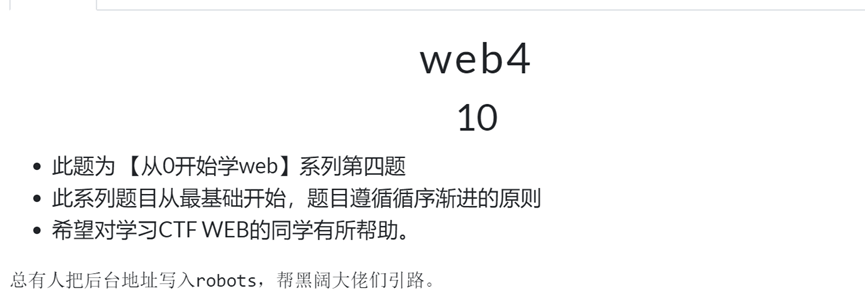 web4
10
此题为 【从0开始学web】系列第四题
此系列题目从最基础开始，题目遵循循序渐进的原则
希望对学习CTF WEB的同学有所帮助。
总有人把后台地址写入robots，帮黑阔大佬们引路。